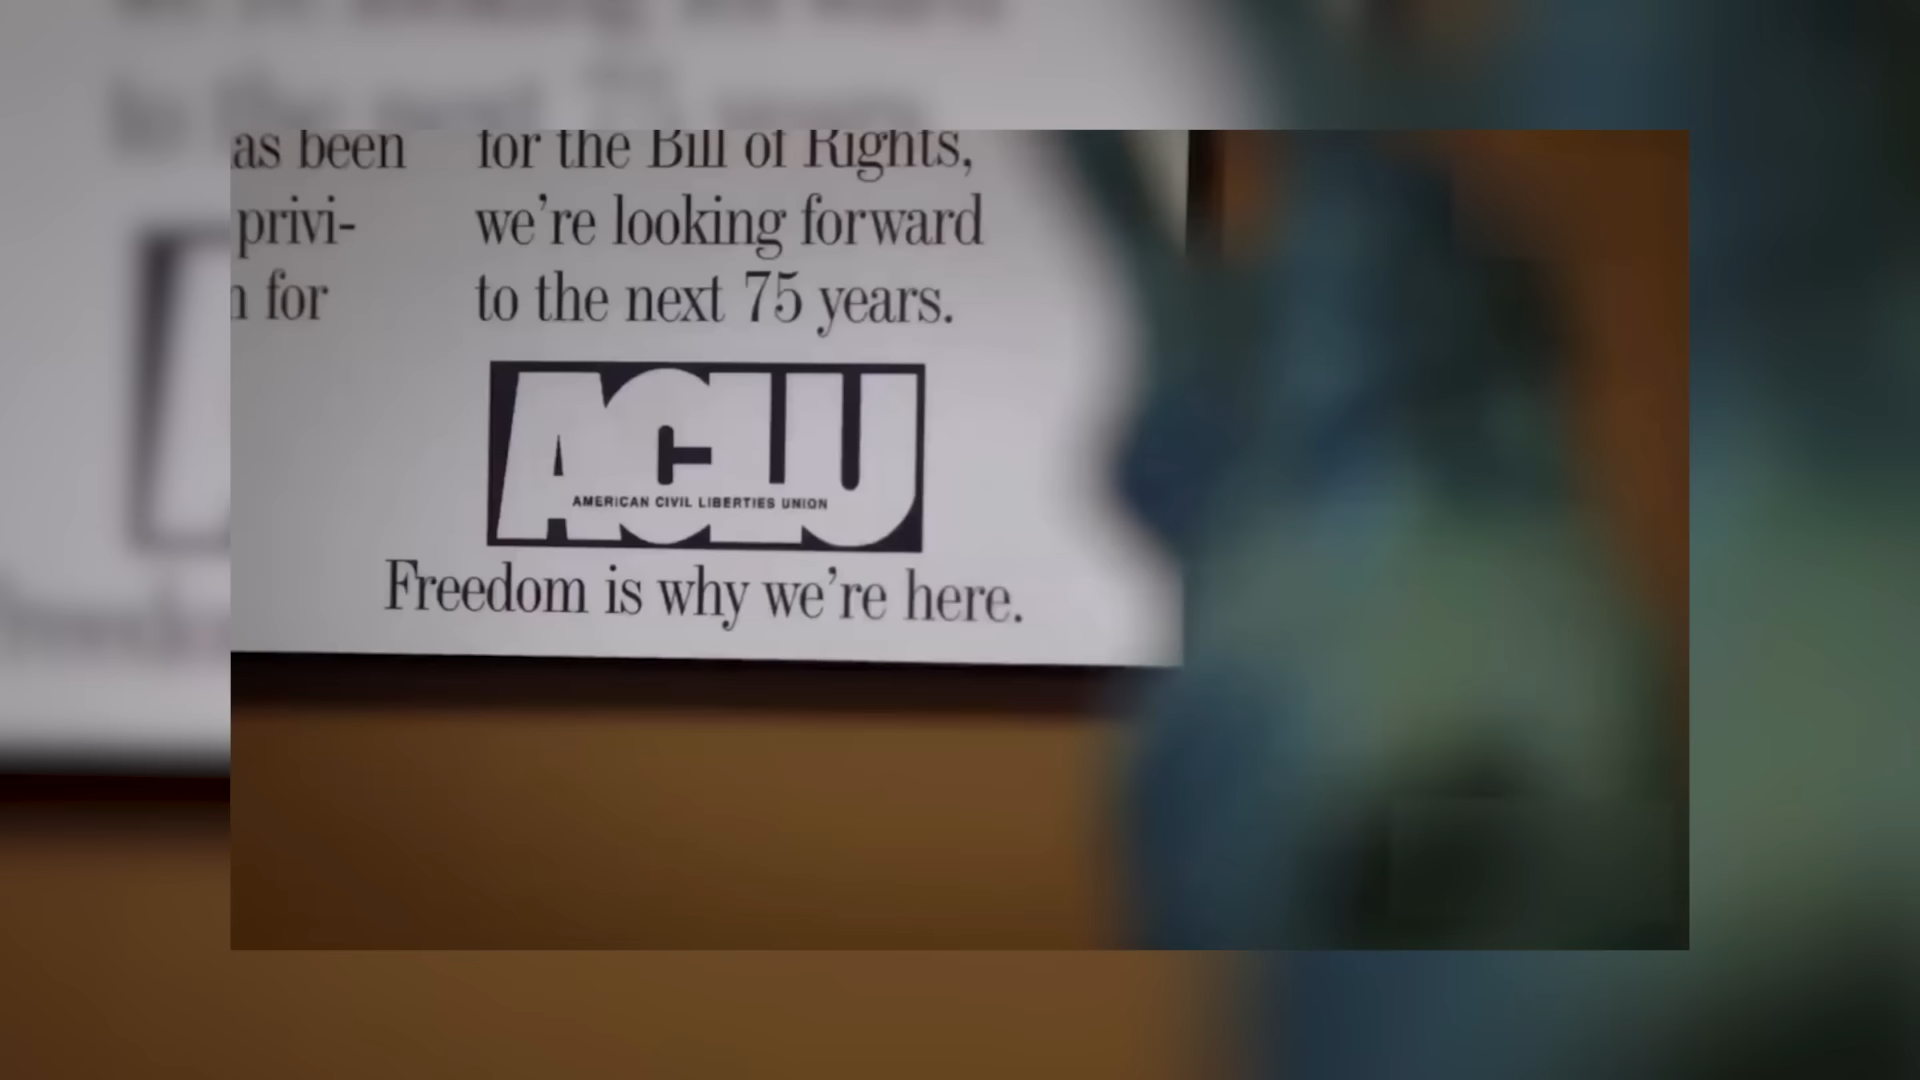 as been
privi-
for
for the Bill of Rights,
we're looking forward
to the next 75 years.
ACLU
AMERICAN CIVIL LIBERTIES UNION
Freedom is why we're here.